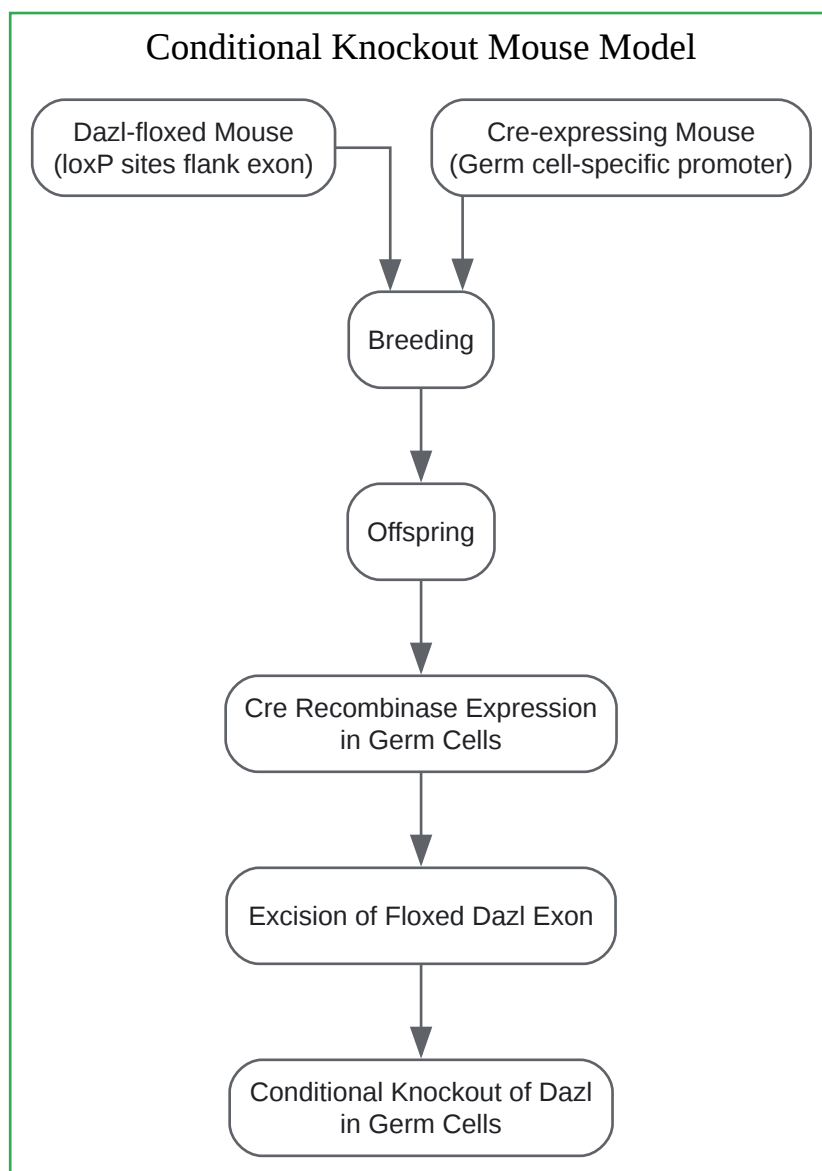 Conditional Knockout Mouse Model
Dazl-floxed Mouse
(loxP sites flank exon)
Cre-expressing Mouse
(Germ cell-specific promoter)
Breeding
Offspring
Cre Recombinase Expression
in Germ Cells
Excision of Floxed Dazl Exon
Conditional Knockout of Dazl
in Germ Cells